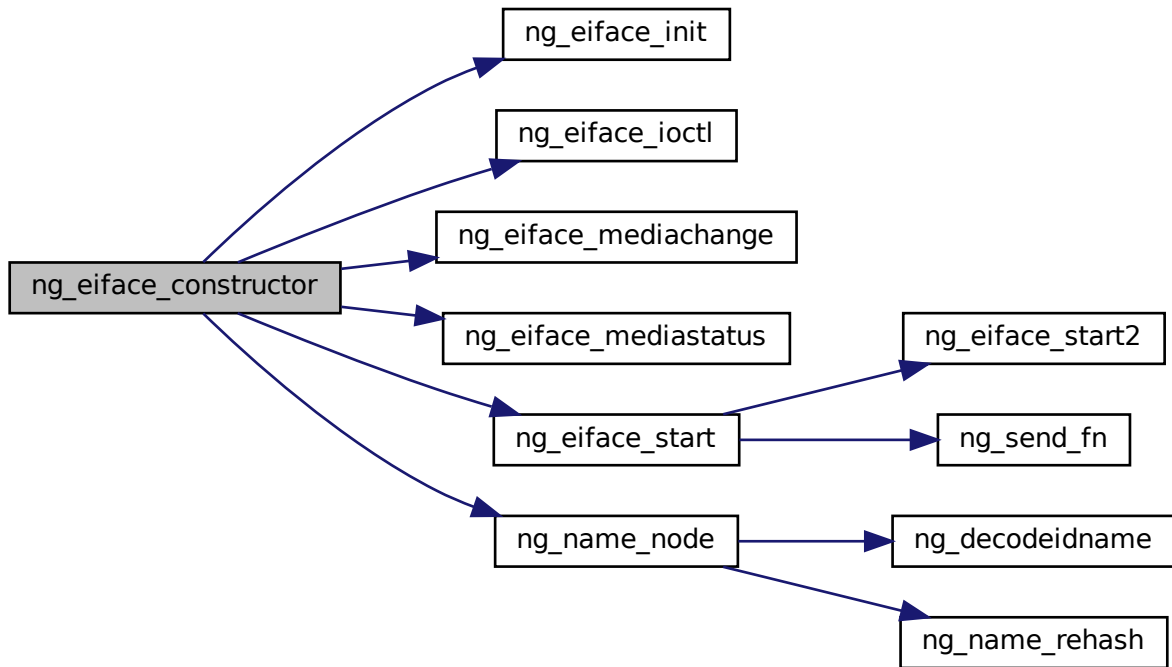 ng_eiface_init
ng_eiface_ioctl
ng_eiface_mediachange
ng_eiface_constructor
ng_eiface_mediastatus
ng_eiface_start2
ng_eiface_start
ng_send_fn
ng_name_node
ng_decodeidname
ng_name_rehash